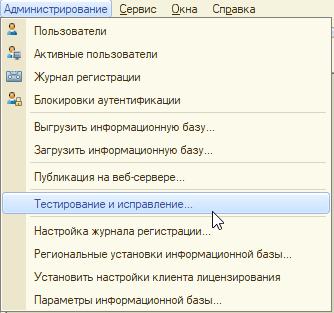 Администрирование Сервис Окна Справка
Пользователи
Активные пользователи
Журнал регистрации
Блокировки аутентификации
Выгрузить информационную базу...
Загрузить информационную базу...
Публикация на веб-сервере...
Тестирование и исправление...
Настройка журнала регистрации...
Региональные установки информационной базы...
Установить настройки клиента лицензирования
Параметры информационной базы...